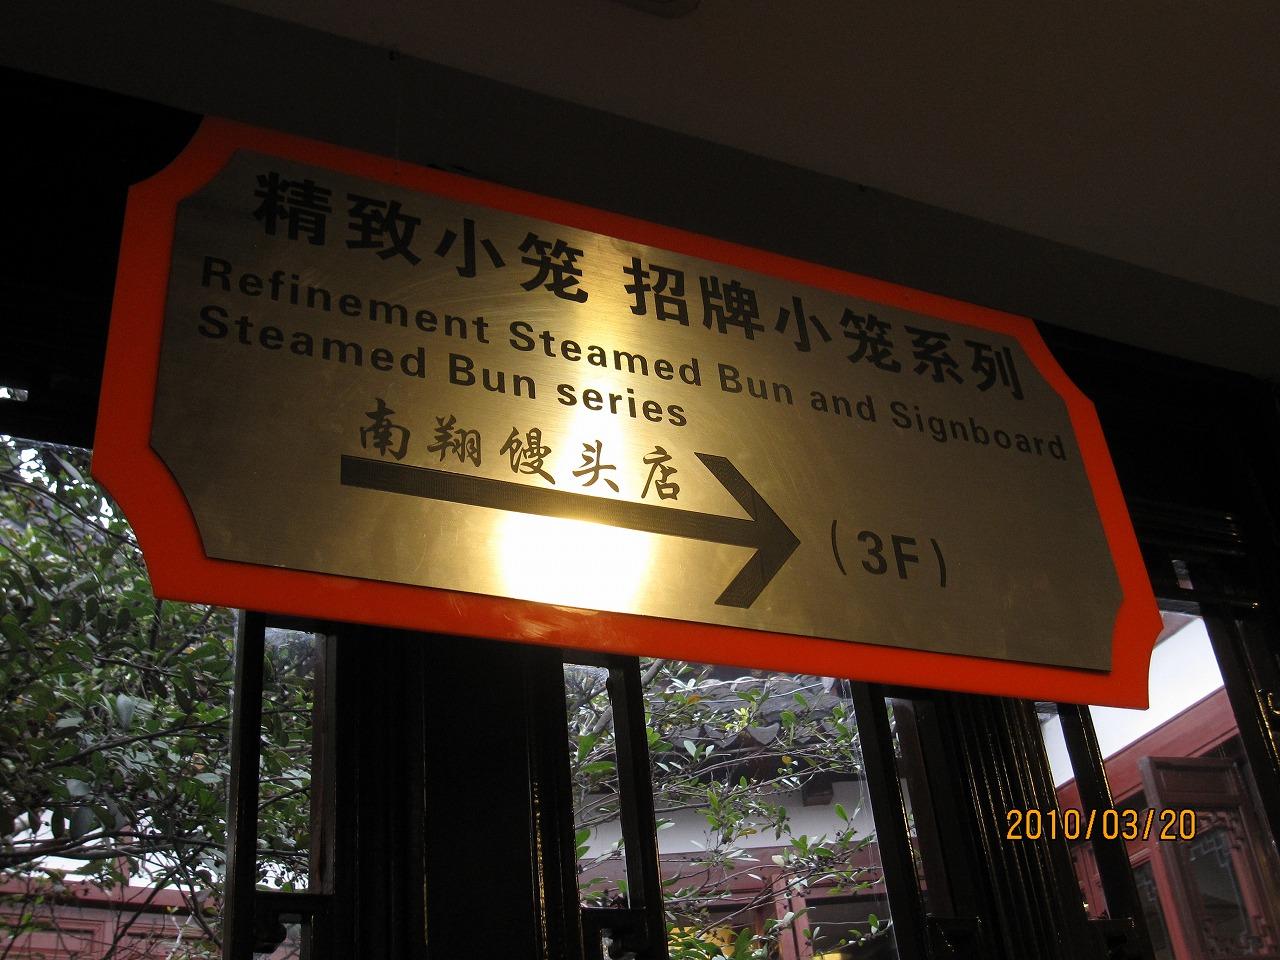 精致小笼 招牌小笼系列
Refinement Steamed Bun and Signboard
Steamed Bun series
南翔馒头店
(3F)
2010/03/20